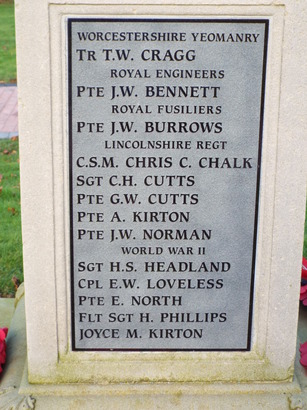 WORCESTERSHIRE YEOMANRY
TR T.W. CRAGG
ROYAL ENGINEERS
PTE J.W. BENNETT
ROYAL FUSILIERS
PTE J.W. BURROWS
LINCOLNSHIRE REGT
C.S.M. CHRIS C. CHALK
SGT C.H. CUTTS
PTE G.W. CUTTS
PTE A. KIRTON
PTE J.W. NORMAN
WORLD WAR II
SGT H.S. HEADLAND
CPL E.W. LOVELESS
PTE E. NORTH
FLT SGT H. PHILLIPS
JOYCE M. KIRTON